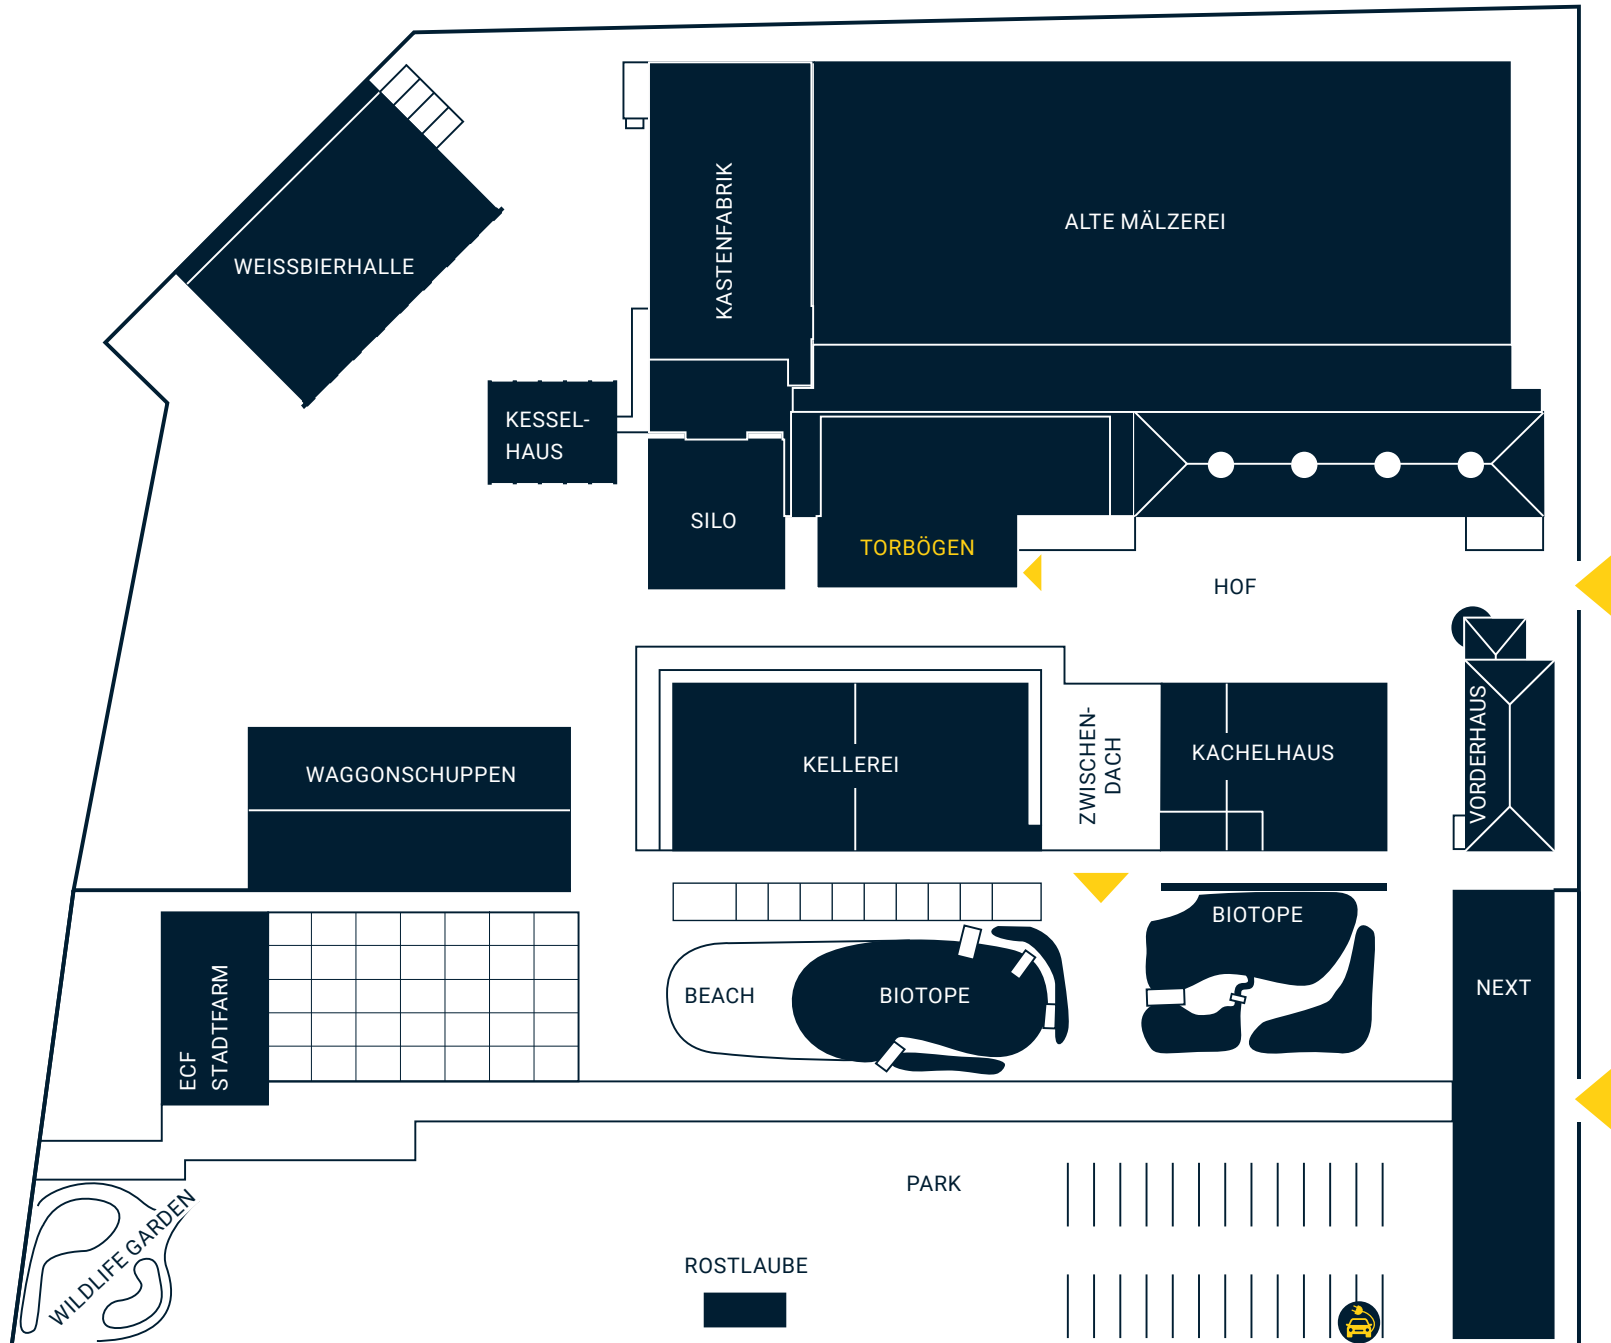 KASTENFABRIK
ALTE MÄLZEREI
WEISSBIERHALLE
KESSEL-
HAUS
SILO
TORBÖGEN
HOF
VORDERHAUS
ZWISCHEN-
DACH
KACHELHAUS
KELLEREI
WAGGONSCHUPPEN
BIOTOPE
NEXT
BEACH
BIOTOPE
ECF
STADTFARM
PARK
WILDLIFE GARDEN
ROSTLAUBE